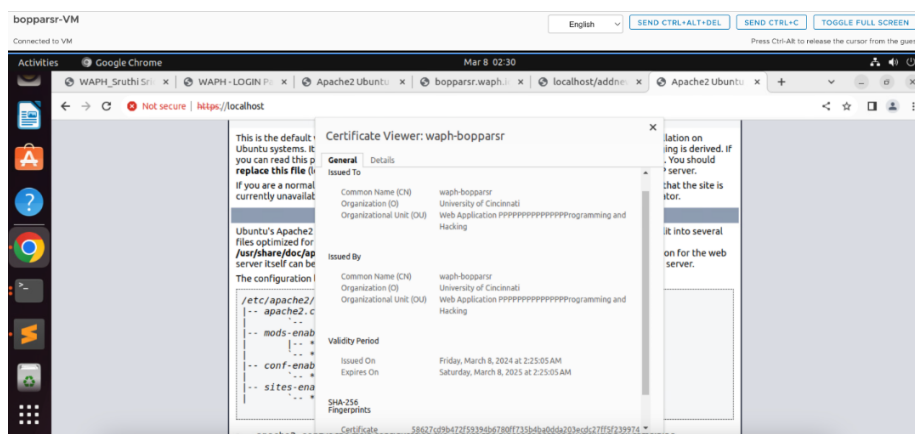 bopparsr-VM
English
SEND CTRL+ALT+DEL
SEND CTRL+C
TOGGLE FULL SCREEN
Connected to VM
Press Ctrl-Alt to release the cursor from the gues
Activities
Google Chrome
Mar 8 02:30
WAPH_Sruthi Sri
WAPH - LOGIN Pa
Apache2 Ubuntu
bopparsr.waph.i
localhost/addne
Apache2 Ubuntu
Not secure
https://localhost
This is the default
Ubuntu systems. It
you can read this p
replace this file (l
If you are a normal
currently unavailab
Ubuntu's Apache2
files optimized for
/usr/share/doc/ap
server itself can be
The configuration l
/etc/apache2/
|-- apache2.c
| `--
|-- mods-enab
| |-- *
| `-- *
|-- conf-enab
| `-- *
|-- sites-ena
| `-- *
Certificate Viewer: waph-bopparsr
General
Details
Issued To
Common Name (CN) waph-bopparsr
Organization (O) University of Cincinnati
Organizational Unit (OU) Web Application PPPPPPPPPPPPPPProgramming and
Hacking
Issued By
Common Name (CN) waph-bopparsr
Organization (O) University of Cincinnati
Organizational Unit (OU) Web Application PPPPPPPPPPPPPPProgramming and
Hacking
Validity Period
Issued On Friday, March 8, 2024 at 2:25:05 AM
Expires On Saturday, March 8, 2025 at 2:25:05 AM
SHA-256
Fingerprints
Certificate 58627cd9b472f59394b6780ff735b4ba0dda203ecdc27ff5f239974
lation on
ing is derived. If
. You should
P server.
that the site is
ator.
lit into several
on for the web
server.